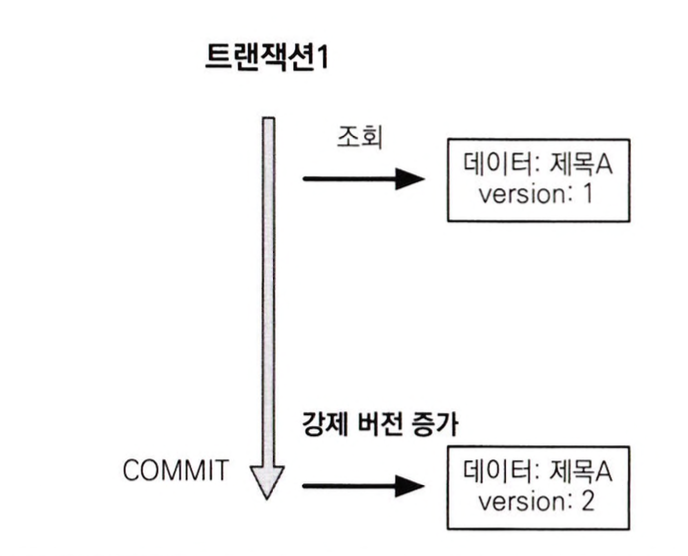 트랜잭션1
조회
데이터: 제목A
version: 1
강제 버전 증가
COMMIT
데이터: 제목A
version: 2